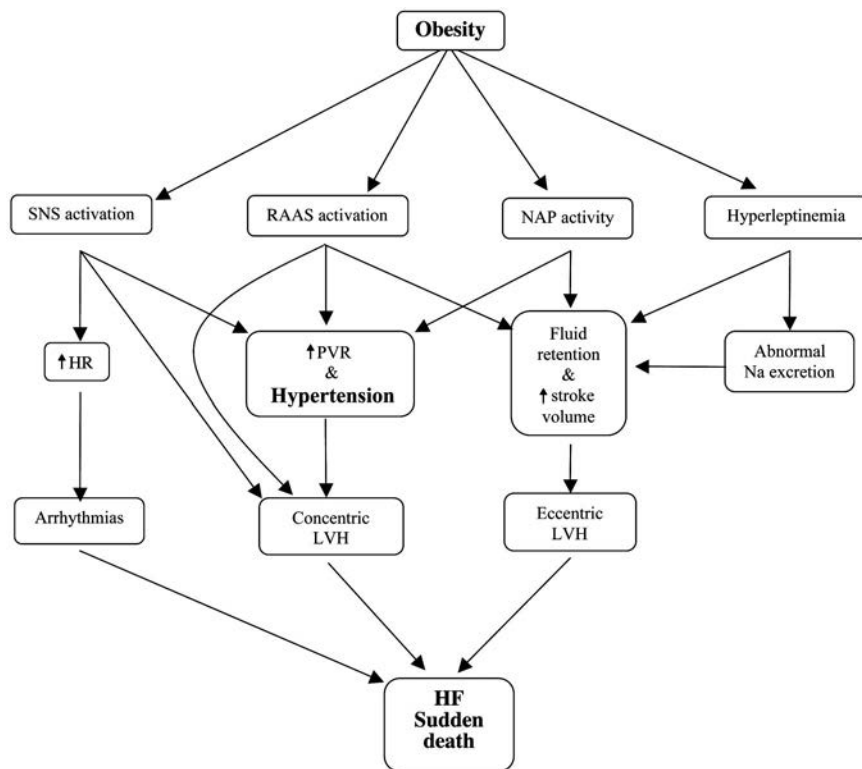 Obesity
SNS activation
RAAS activation
NAP activity
Hyperleptinemia
↑HR
↑PVR
&
Hypertension
Fluid
retention
&
↑stroke
volume
Abnormal
Na excretion
Arrhythmias
Concentric
LVH
Eccentric
LVH
HF
Sudden
death